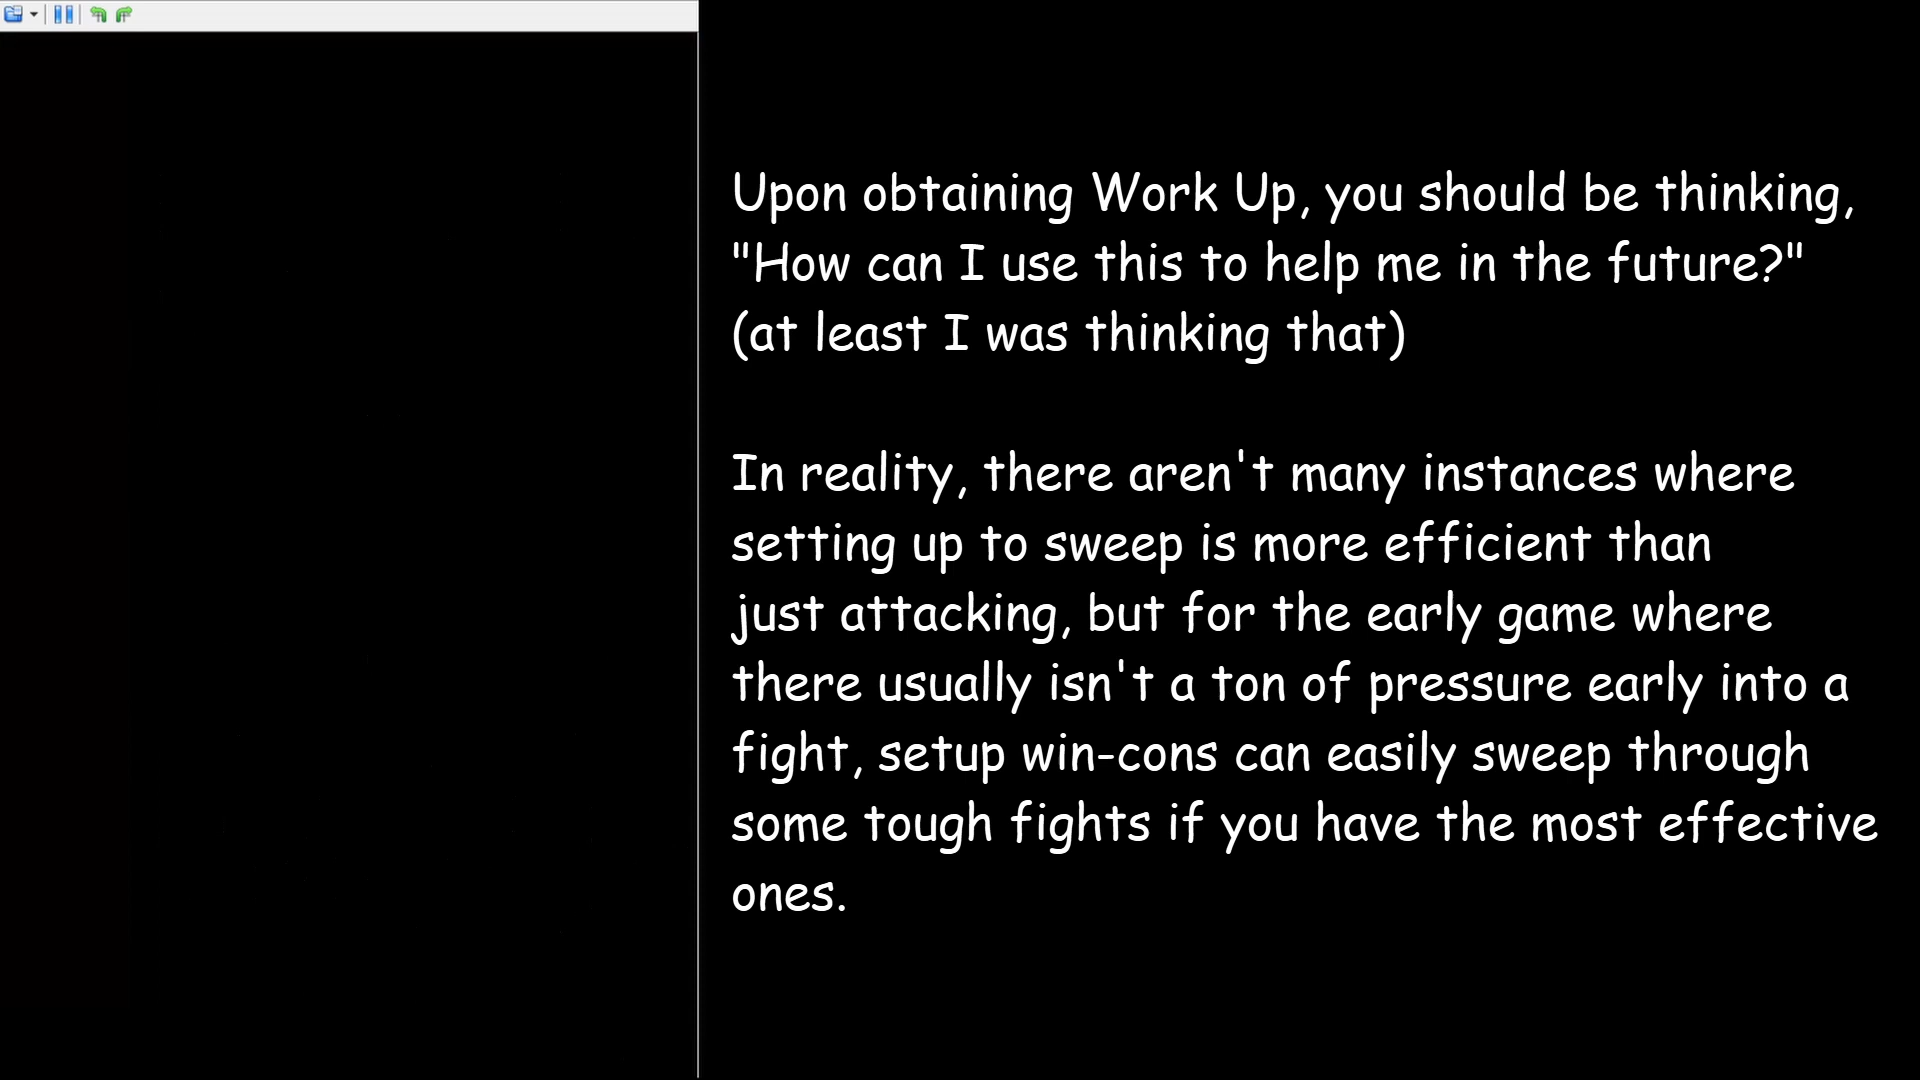 Upon obtaining Work Up, you should be thinking,
"How can I use this to help me in the future?"
(at least I was thinking that)
In reality, there aren't many instances where
setting up to sweep is more efficient than
just attacking, but for the early game where
there usually isn't a ton of pressure early into a
fight, setup win-cons can easily sweep through
some tough fights if you have the most effective
ones.